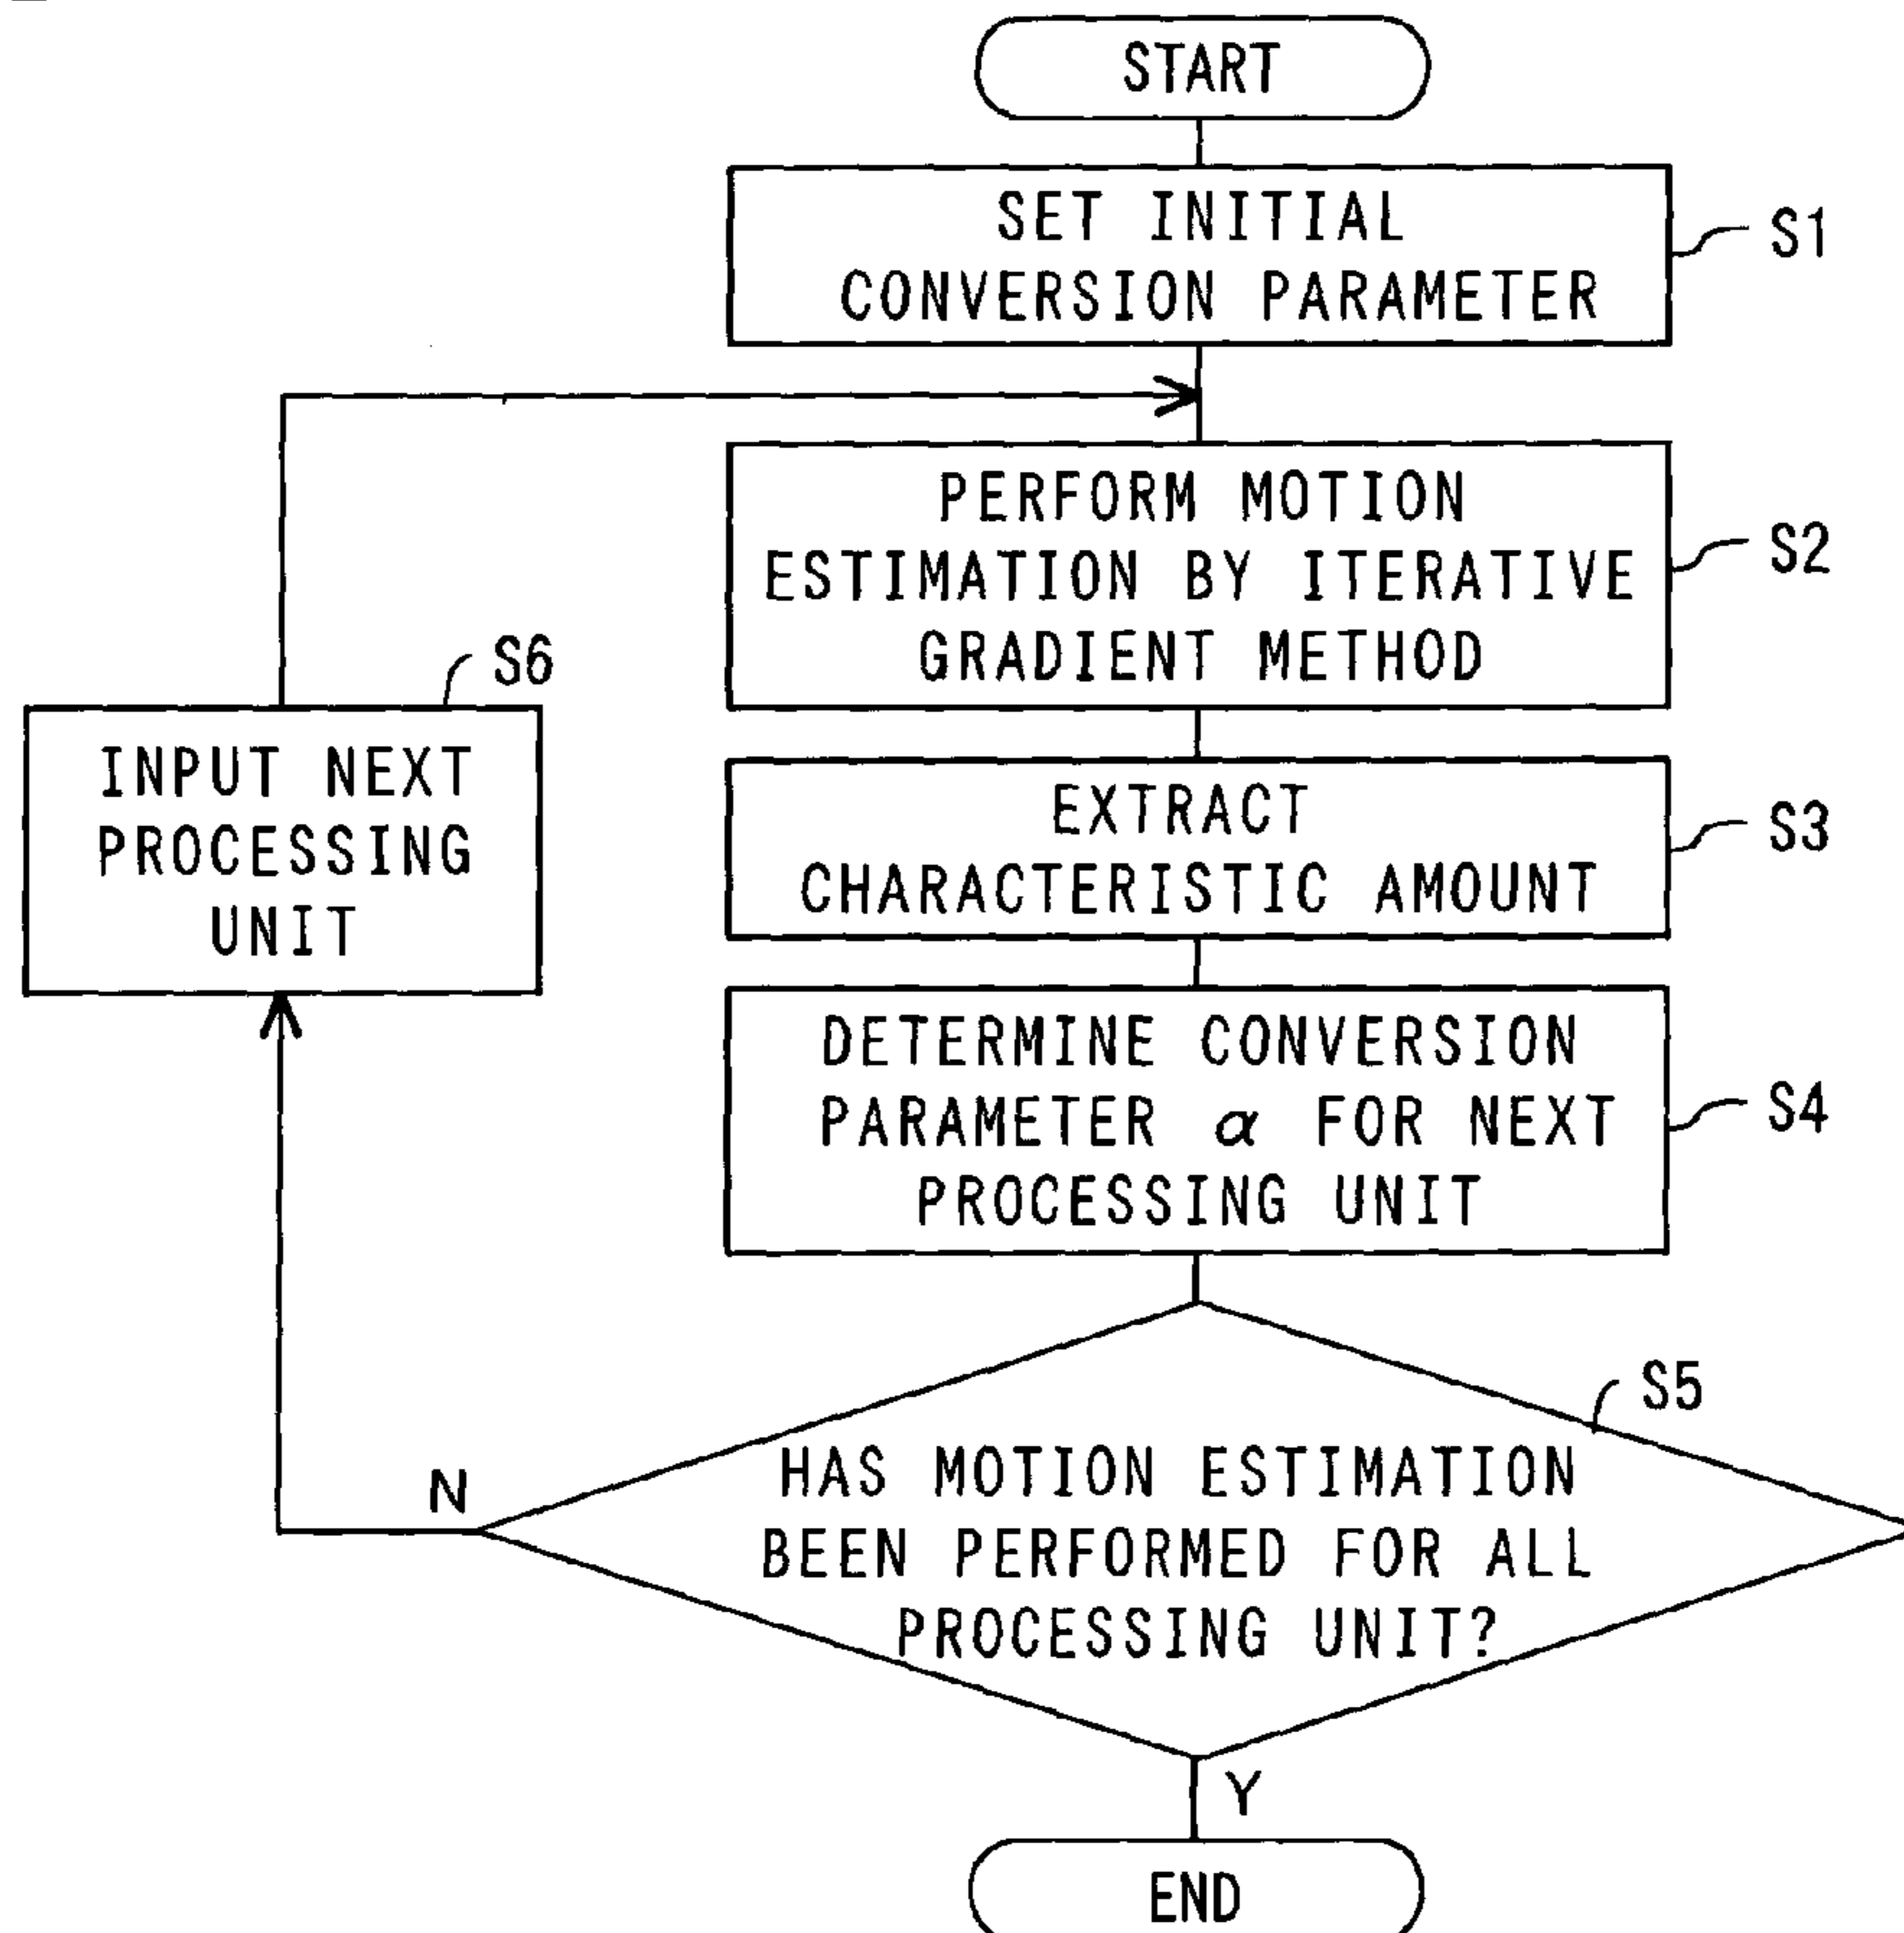 START
SET INITIAL
CONVERSION PARAMETER
S1
PERFORM MOTION
ESTIMATION BY ITERATIVE
GRADIENT METHOD
S2
S6
INPUT NEXT
PROCESSING
UNIT
EXTRACT
CHARACTERISTIC AMOUNT
S3
DETERMINE CONVERSION
PARAMETER α FOR NEXT
PROCESSING UNIT
S4
S5
HAS MOTION ESTIMATION
BEEN PERFORMED FOR ALL
PROCESSING UNIT?
N
Y
END